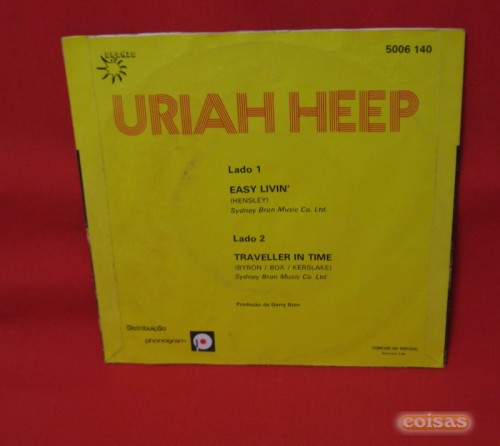 BRONZE
5006 140
URIAH HEEP
Lado 1
EASY LIVIN'
(HENSLEY)
Sydney Bron Music Co. Ltd.
Lado 2
TRAVELLER IN TIME
(BYRON / BOX / KERSLAKE)
Sydney Bron Music Co. Ltd.
Produção de Gerry Bron
Distribuição
phonogram
coisas